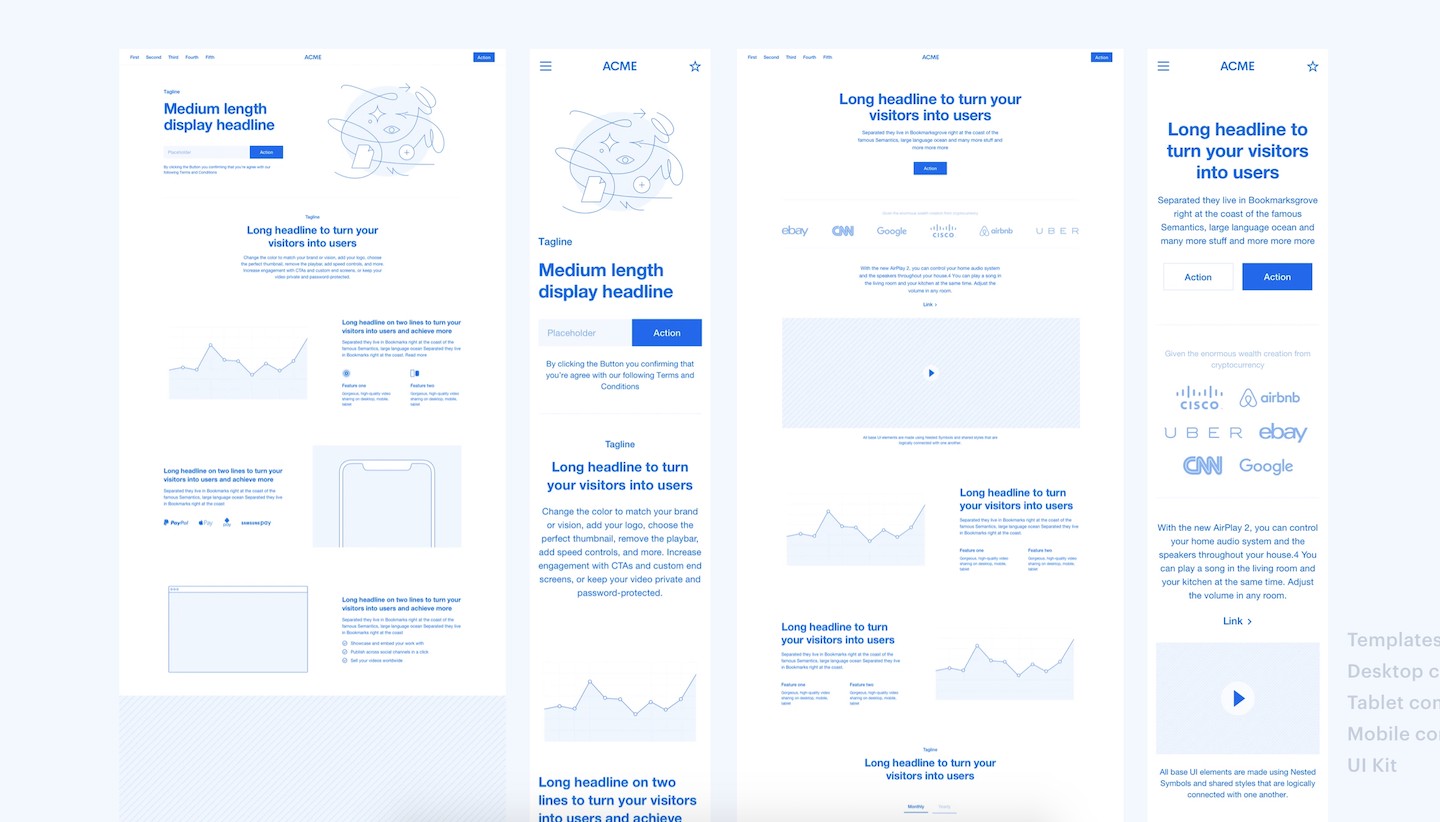 First Second Third Fourth Fifth
ACME
Action
Tagline
Medium length
display headline
Placeholder
Action
By clicking the Button you confirming that you're agree with our
following Terms and Conditions
Tagline
Long headline to turn your
visitors into users
Change the color to match your brand or vision, add your logo, choose
the perfect thumbnail, remove the playbar, add speed controls, and more.
Increase engagement with CTAs and custom end screens, or keep your
video private and password-protected.
Long headline on two lines to turn your
visitors into users and achieve more
Separated they live in Bookmarks right at the coast of the
famous Semantics, large language ocean Separated they live
in Bookmarks right at the coast. Read more
Feature one
Gorgeous, high-quality video
sharing on desktop, mobile,
tablet
Feature two
Gorgeous, high-quality video
sharing on desktop, mobile,
tablet
Long headline on two lines to turn your
visitors into users and achieve more
Separated they live in Bookmarks right at the coast of the
famous Semantics, large language ocean Separated they live
in Bookmarks right at the coast
PayPal
Pay
pay
SAMSUNG pay
Long headline on two lines to turn your
visitors into users and achieve more
Separated they live in Bookmarks right at the coast of the
famous Semantics, large language ocean Separated they live
in Bookmarks right at the coast
Showcase and embed your work with
Publish across social channels in a click
Sell your videos worldwide
ACME
Tagline
Medium length
display headline
Placeholder
Action
By clicking the Button you confirming that
you're agree with our following Terms and
Conditions
Tagline
Long headline to turn
your visitors into users
Change the color to match your brand
or vision, add your logo, choose the
perfect thumbnail, remove the playbar,
add speed controls, and more. Increase
engagement with CTAs and custom end
screens, or keep your video private and
password-protected.
Long headline on two
lines to turn your visitors
into users and achieve
First Second Third Fourth Fifth
ACME
Action
Long headline to turn your
visitors into users
Separated they live in Bookmarksgrove right at the coast of the
famous Semantics, large language ocean and many more stuff and
more more more
Action
Given the enormous wealth creation from cryptocurrency
ebay
CNN
Google
CISCO
airbnb
UBER
With the new AirPlay 2, you can control your home audio system
and the speakers throughout your house.4 You can play a song in
the living room and your kitchen at the same time. Adjust the
volume in any room.
Link
All base UI elements are made using Nested Symbols and shared styles that are
logically connected with one another.
Long headline to turn
your visitors into users
Separated they live in Bookmarks right at the coast of the
famous Semantics, large language ocean Separated they live
in Bookmarks right at the coast.
Feature one
Gorgeous, high-quality video
sharing on desktop, mobile,
tablet
Feature two
Gorgeous, high-quality video
sharing on desktop, mobile,
tablet
Long headline to turn
your visitors into users
Separated they live in Bookmarks right at the coast of the
famous Semantics, large language ocean Separated they live
in Bookmarks right at the coast.
Feature one
Gorgeous, high-quality video
sharing on desktop, mobile,
tablet
Feature two
Gorgeous, high-quality video
sharing on desktop, mobile,
tablet
Tagline
Long headline to turn your
visitors into users
Monthly
Yearly
ACME
Long headline to
turn your visitors
into users
Separated they live in Bookmarksgrove
right at the coast of the famous
Semantics, large language ocean and
many more stuff and more more more
Action
Action
Given the enormous wealth creation from
cryptocurrency
CISCO
airbnb
UBER
ebay
CNN
Google
With the new AirPlay 2, you can control
your home audio system and the
speakers throughout your house.4 You
can play a song in the living room and
your kitchen at the same time. Adjust
the volume in any room.
Link
All base UI elements are made using Nested
Symbols and shared styles that are logically
connected with one another.
Templates
Desktop
Tablet
Mobile
UI Kit